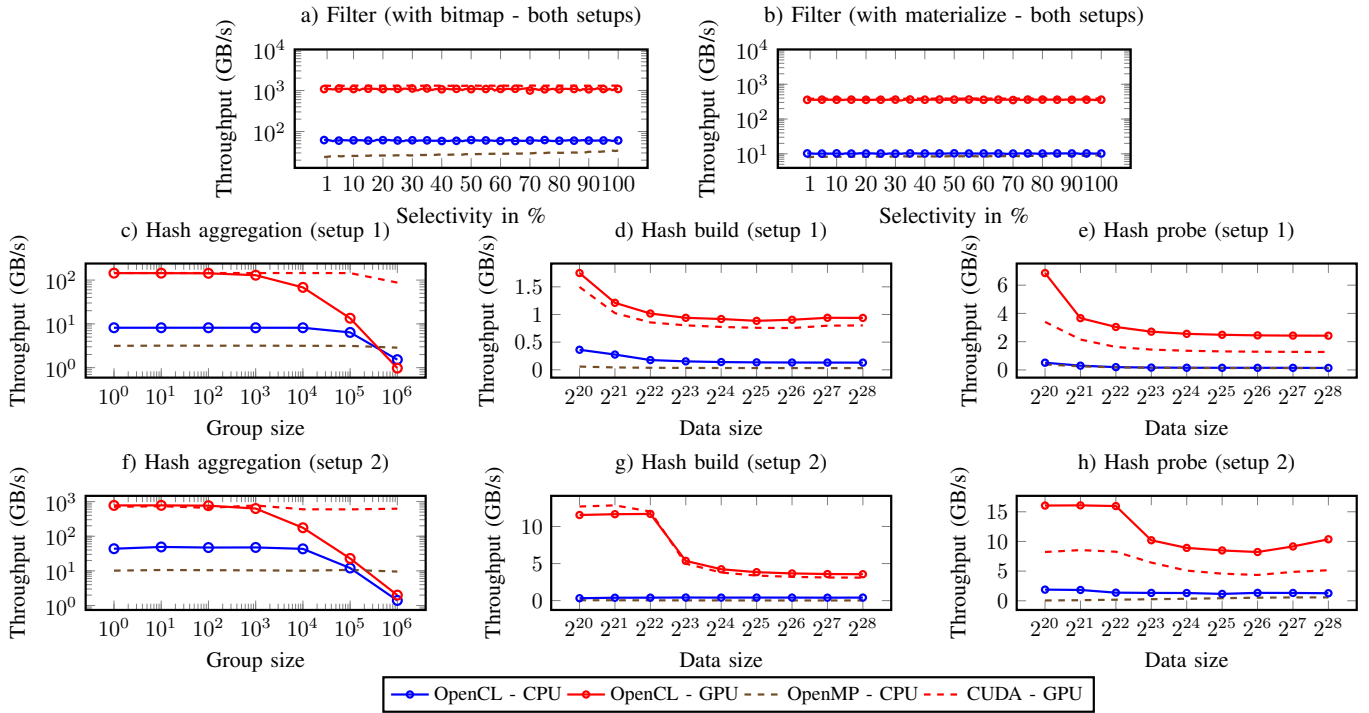 a) Filter (with bitmap - both setups)
Throughput (GB/s)
10^4
10^3
10^2
1 10 20 30 40 50 60 70 80 90 100
Selectivity in %
b) Filter (with materialize - both setups)
Throughput (GB/s)
10^4
10^3
10^2
10^1
1 10 20 30 40 50 60 70 80 90 100
Selectivity in %
c) Hash aggregation (setup 1)
Throughput (GB/s)
10^2
10^1
10^0
10^0 10^1 10^2 10^3 10^4 10^5 10^6
Group size
d) Hash build (setup 1)
Throughput (GB/s)
1.5
1
0.5
0
2^20 2^21 2^22 2^23 2^24 2^25 2^26 2^27 2^28
Data size
e) Hash probe (setup 1)
Throughput (GB/s)
6
4
2
0
2^20 2^21 2^22 2^23 2^24 2^25 2^26 2^27 2^28
Data size
f) Hash aggregation (setup 2)
Throughput (GB/s)
10^3
10^2
10^1
10^0
10^0 10^1 10^2 10^3 10^4 10^5 10^6
Group size
g) Hash build (setup 2)
Throughput (GB/s)
10
5
0
2^20 2^21 2^22 2^23 2^24 2^25 2^26 2^27 2^28
Data size
h) Hash probe (setup 2)
Throughput (GB/s)
15
10
5
0
2^20 2^21 2^22 2^23 2^24 2^25 2^26 2^27 2^28
Data size
OpenCL - CPU OpenCL - GPU OpenMP - CPU CUDA - GPU